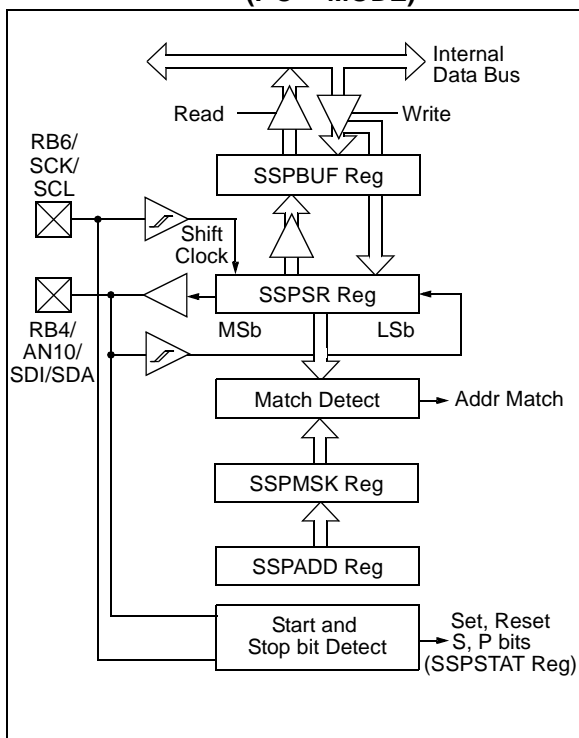 MODE)
Internal
Data Bus
Read
Write
RB6/
SCK/
SCL
SSPBUF Reg
Shift
Clock
SSPSR Reg
MSb
LSb
RB4/
AN10/
SDI/SDA
Match Detect
Addr Match
SSPMSK Reg
SSPADD Reg
Start and
Stop bit Detect
Set, Reset
S, P bits
(SSPSTAT Reg)